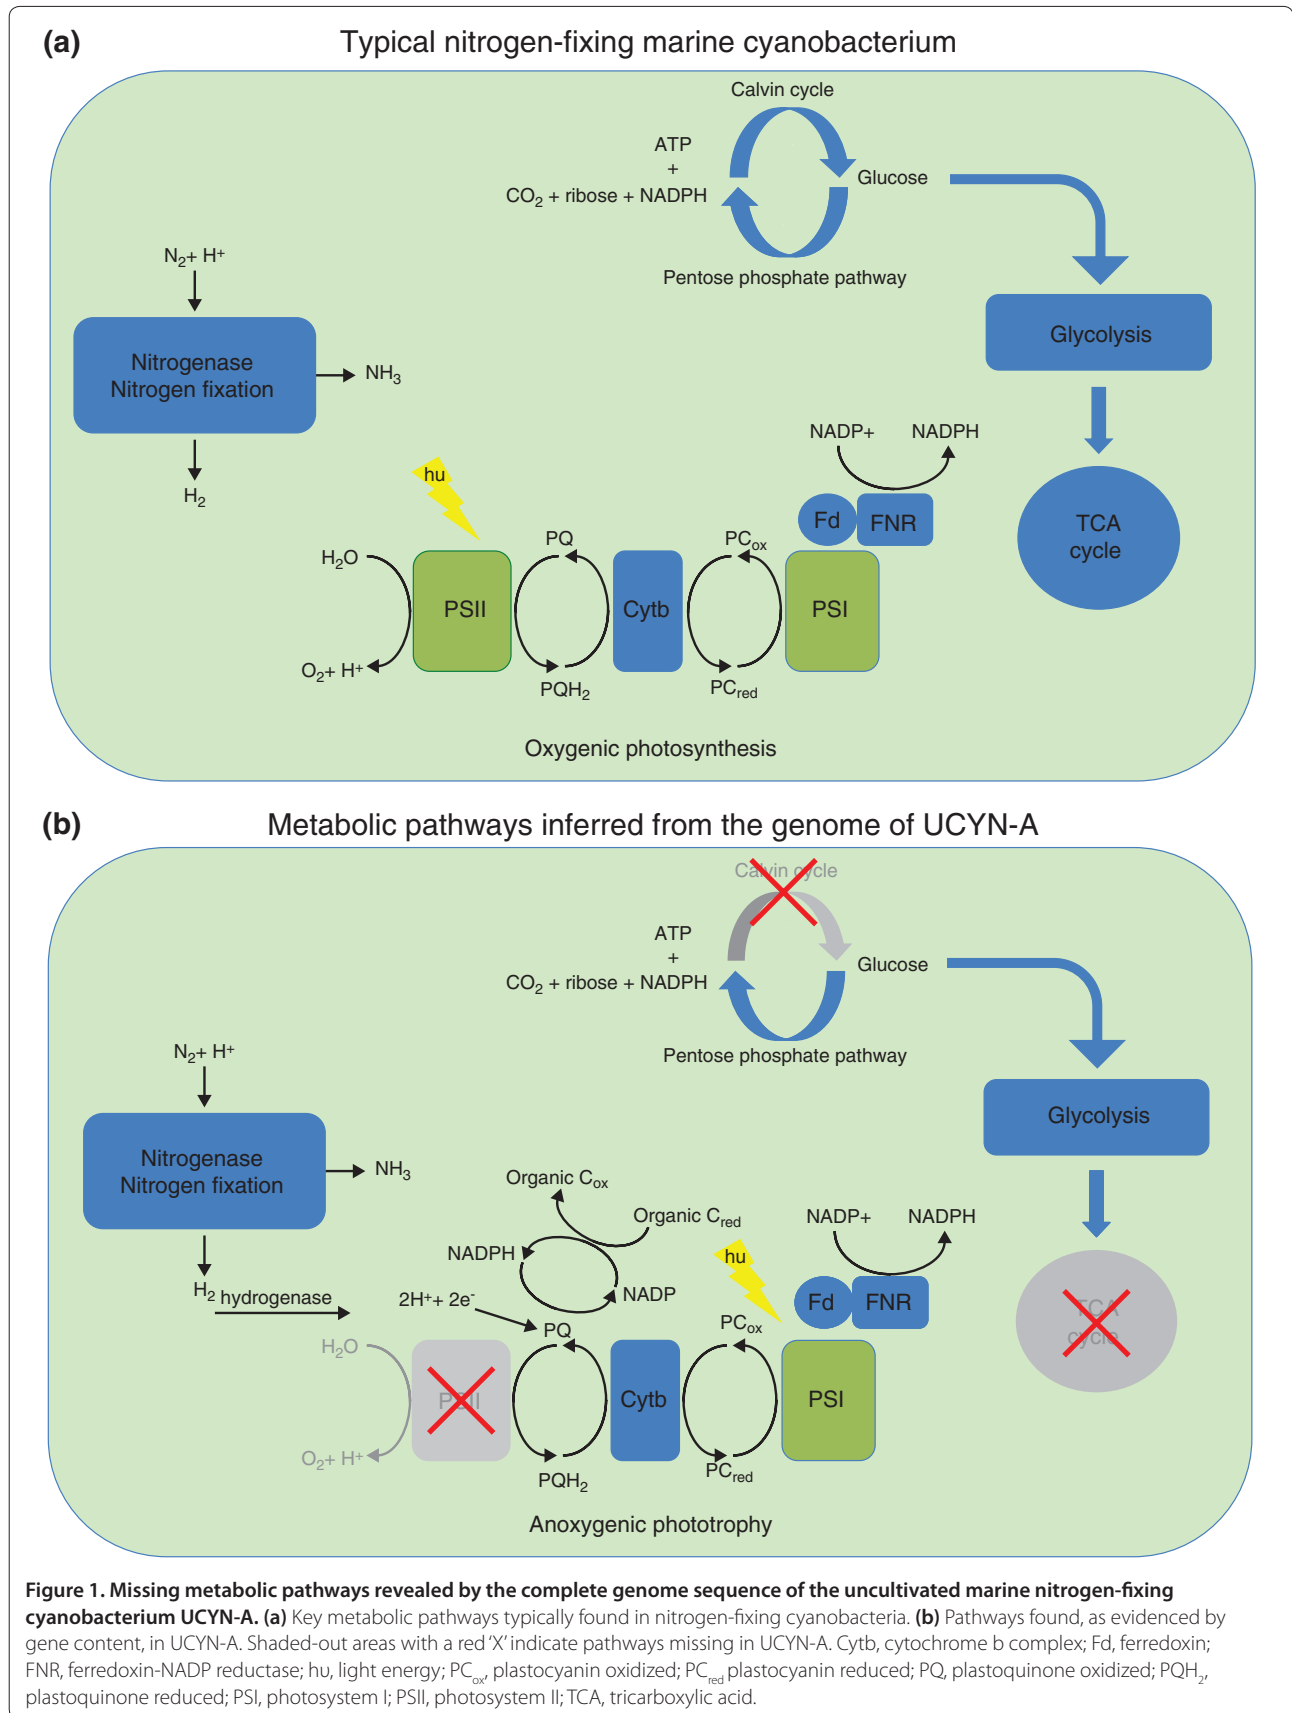 (a) Typical nitrogen-fixing marine cyanobacterium
Calvin cycle
ATP
+
CO2 + ribose + NADPH
Glucose
Pentose phosphate pathway
N2+ H+
Nitrogenase
Nitrogen fixation
NH3
H2
Glycolysis
TCA
cycle
NADP+
NADPH
Fd
FNR
hυ
H2O
O2+ H+
PSII
PQ
PQH2
Cytb
PCox
PCred
PSI
Oxygenic photosynthesis
(b) Metabolic pathways inferred from the genome of UCYN-A
Calvin cycle
ATP
+
CO2 + ribose + NADPH
Glucose
Pentose phosphate pathway
N2+ H+
Nitrogenase
Nitrogen fixation
NH3
H2
hydrogenase
Glycolysis
TCA
cycle
Organic Cox
Organic Cred
NADPH
NADP
2H++ 2e-
NADP+
NADPH
Fd
FNR
hυ
H2O
O2+ H+
PSII
PQ
PQH2
Cytb
PCox
PCred
PSI
Anoxygenic phototrophy
Figure 1. Missing metabolic pathways revealed by the complete genome sequence of the uncultivated marine nitrogen-fixing
cyanobacterium UCYN-A. (a) Key metabolic pathways typically found in nitrogen-fixing cyanobacteria. (b) Pathways found, as evidenced by
gene content, in UCYN-A. Shaded-out areas with a red 'X' indicate pathways missing in UCYN-A. Cytb, cytochrome b complex; Fd, ferredoxin;
FNR, ferredoxin-NADP reductase; hυ, light energy; PCox, plastocyanin oxidized; PCred plastocyanin reduced; PQ, plastoquinone oxidized; PQH2,
plastoquinone reduced; PSI, photosystem I; PSII, photosystem II; TCA, tricarboxylic acid.